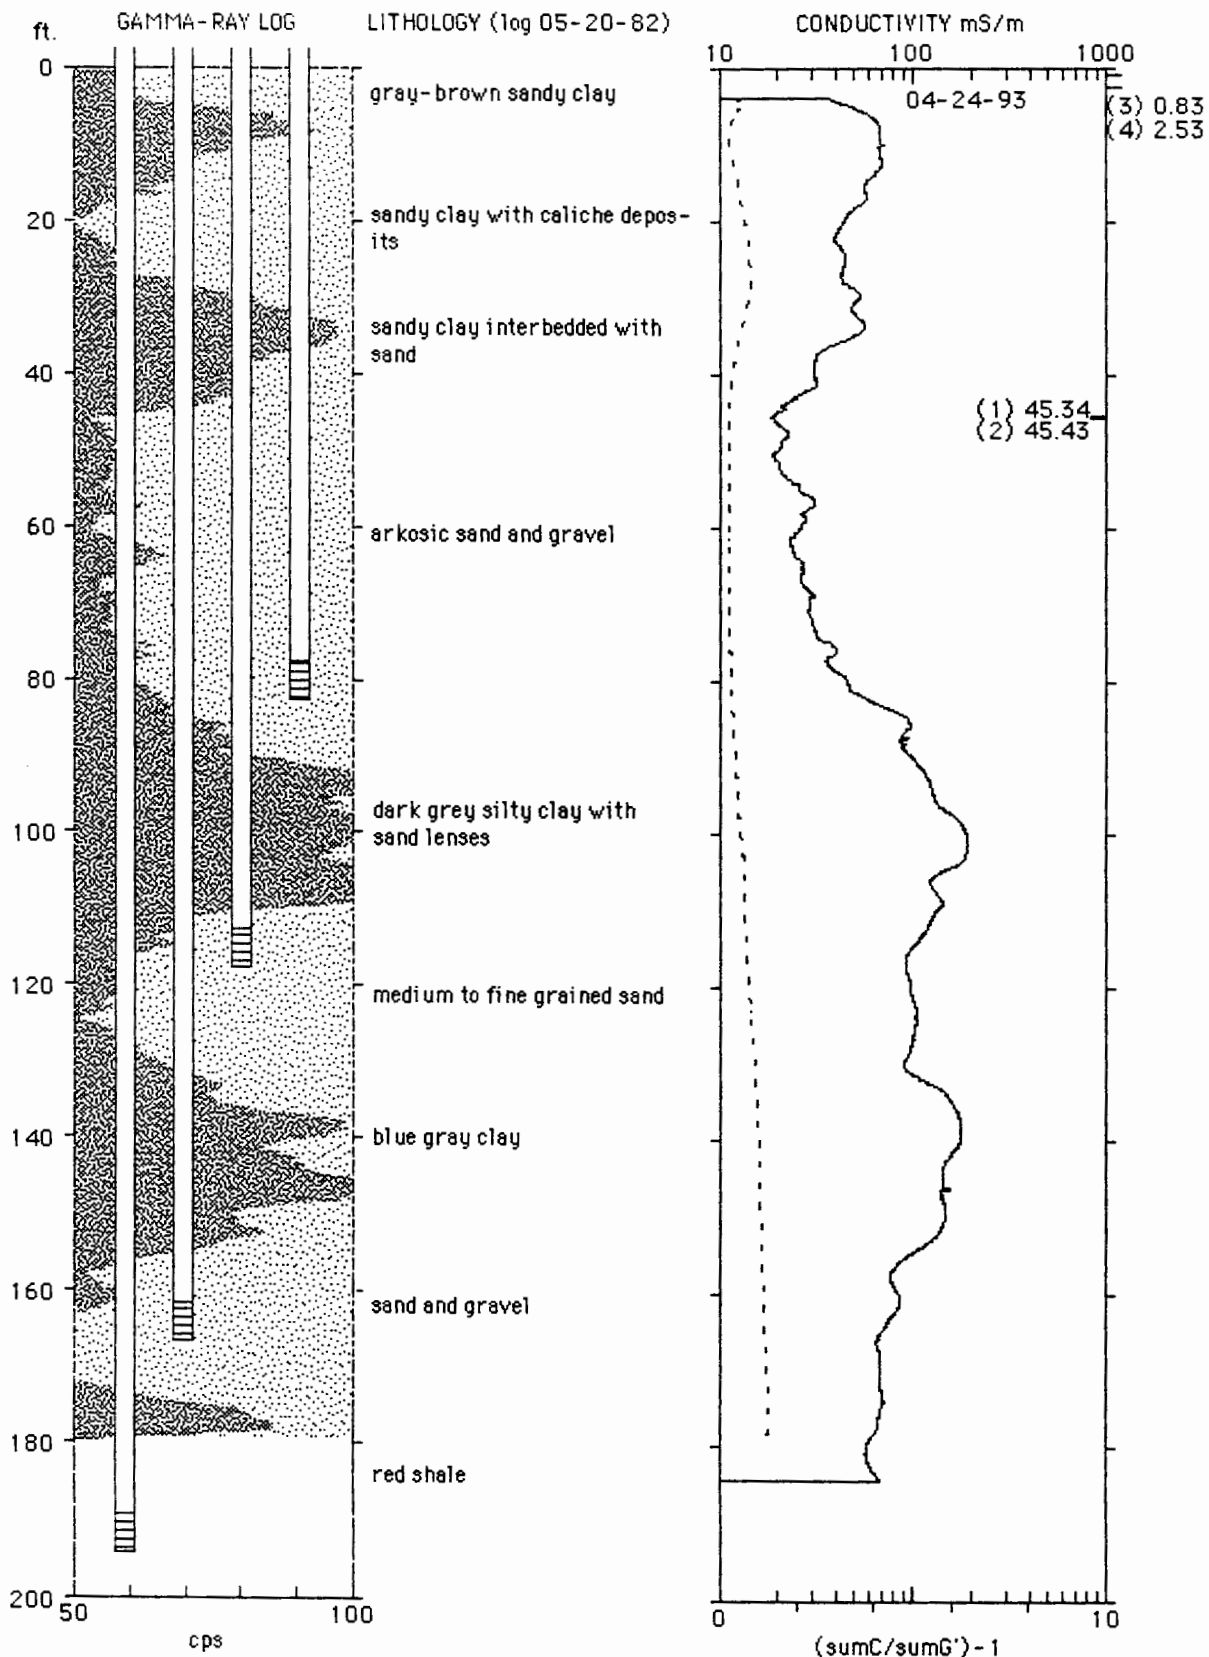 GAMMA-RAY LOG LITHOLOGY (log 05-20-82) CONDUCTIVITY mS/m
ft.
10 100 1000
0
gray-brown sandy clay
04-24-93
(3) 0.83
(4) 2.53
20
sandy clay with caliche depos-
its
sandy clay interbedded with
sand
40
(1) 45.34
(2) 45.43
60
arkosic sand and gravel
80
dark grey silty clay with
sand lenses
100
120
medium to fine grained sand
140
blue gray clay
160
sand and gravel
180
red shale
200
50 100
cps
0 10
(sumC/sumG')-1